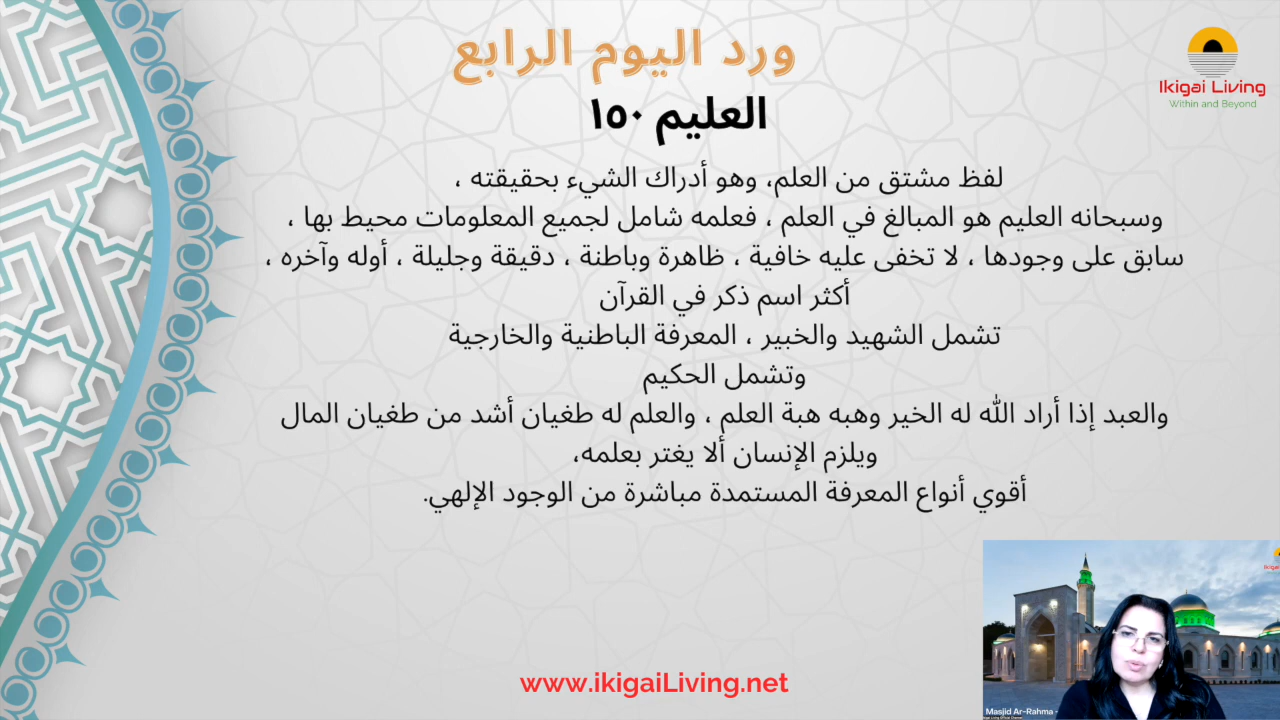 ورد اليوم الرابع
العليم ١٥٠
لفظ مشتق من العلم، وهو أدراك الشيء بحقيقته ،
وسبحانه العليم هو المبالغ في العلم ، فعلمه شامل لجميع المعلومات محيط بها ،
سابق على وجودها ، لا تخفى عليه خافية ، ظاهرة وباطنة ، دقيقة وجليلة ، أوله وآخره ،
أكثر اسم ذكر في القرآن
تشمل الشهيد والخبير ، المعرفة الباطنية والخارجية
وتشمل الحكيم
والعبد إذا أراد الله له الخير وهبه هبة العلم ، والعلم له طغيان أشد من طغيان المال
ويلزم الإنسان ألا يغتر بعلمه،
أقوي أنواع المعرفة المستمدة مباشرة من الوجود الإلهي.
Ikigai Living
Within and Beyond
www.ikigaiLiving.net
Masjid Ar-Rahma -